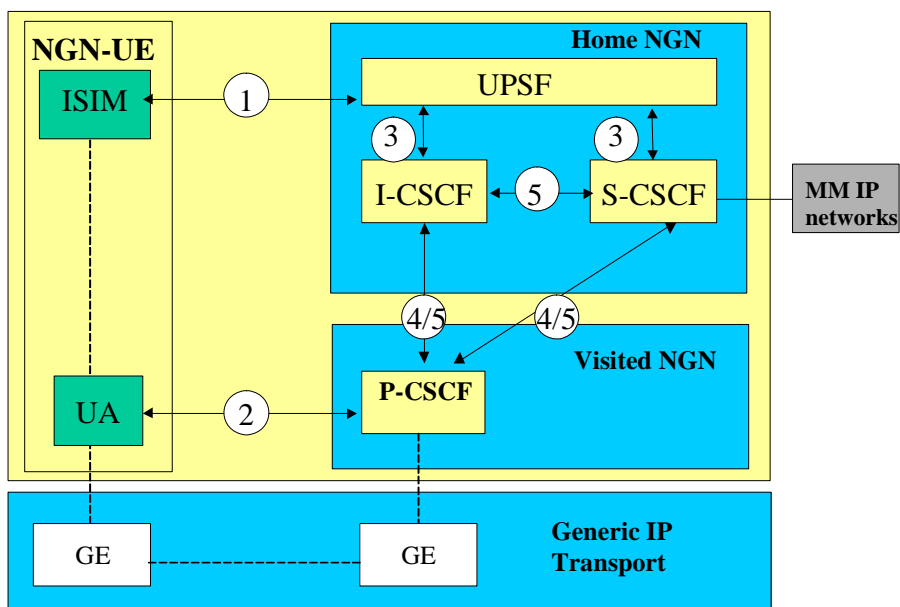 Home NGN
NGN-UE
ISIM
1
UPSF
3
3
I-CSCF
5
S-CSCF
MM IP
networks
4/5
4/5
Visited NGN
P-CSCF
UA
2
GE
GE
Generic IP
Transport